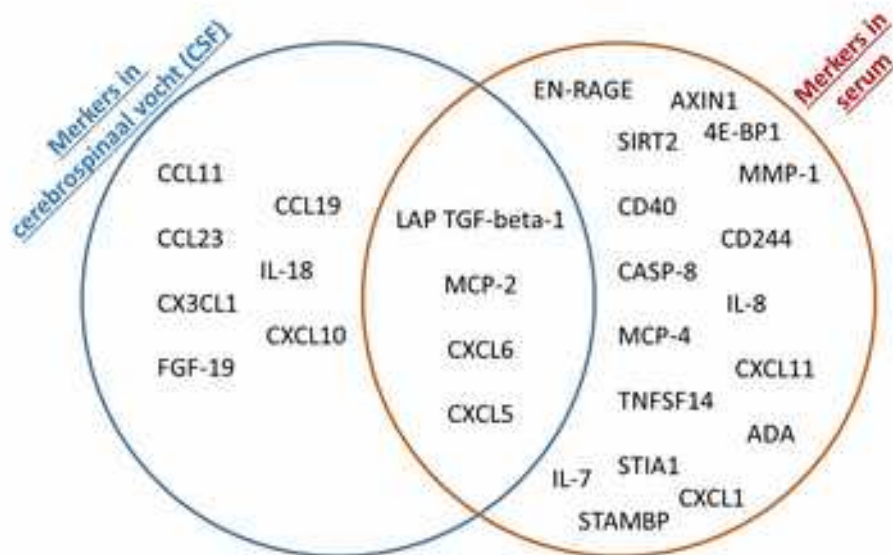 Merkers in
cerebrospinaal vocht (CSF)
CCL11
CCL19
CCL23
IL-18
CX3CL1
CXCL10
FGF-19
LAP TGF-beta-1
MCP-2
CXCL6
CXCL5
Merkers in
serum
EN-RAGE
AXIN1
SIRT2
4E-BP1
MMP-1
CD40
CD244
CASP-8
IL-8
MCP-4
CXCL11
TNFSF14
ADA
STIA1
IL-7
CXCL1
STAMBP